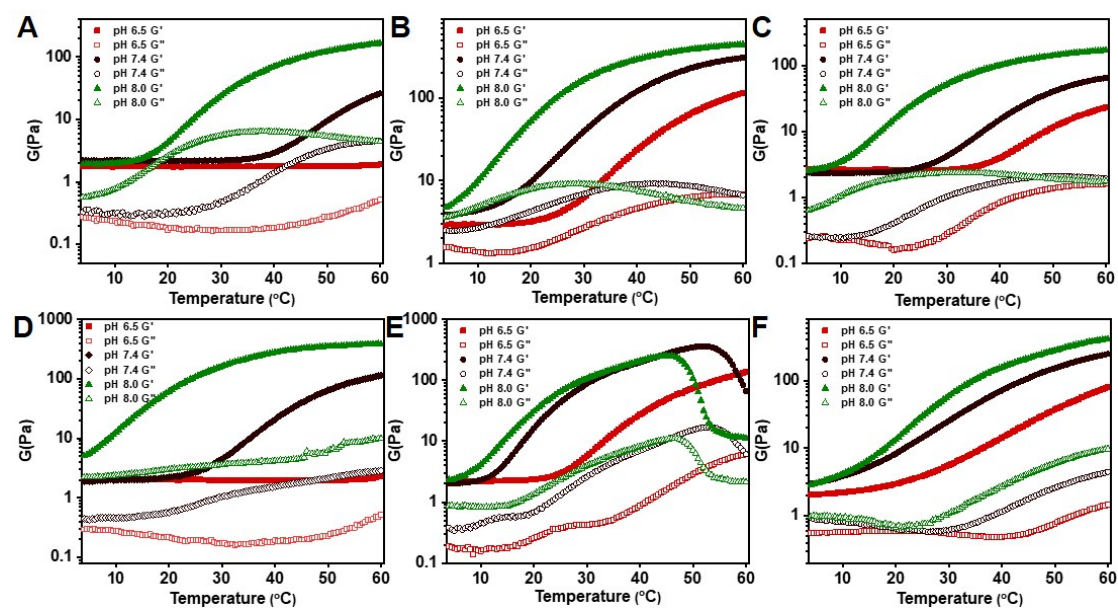 A
pH 6.5 G'
pH 6.5 G"
pH 7.4 G'
pH 7.4 G"
pH 8.0 G'
pH 8.0 G"
100
10
1
0.1
G(Pa)
10 20 30 40 50 60
Temperature (°C)
B
pH 6.5 G'
pH 6.5 G"
pH 7.4 G'
pH 7.4 G"
pH 8.0 G'
pH 8.0 G"
100
10
1
G(Pa)
10 20 30 40 50 60
Temperature (°C)
C
pH 6.5 G'
pH 6.5 G"
pH 7.4 G'
pH 7.4 G"
pH 8.0 G'
pH 8.0 G"
100
10
1
0.1
G(Pa)
10 20 30 40 50 60
Temperature (°C)
D
pH 6.5 G'
pH 6.5 G"
pH 7.4 G'
pH 7.4 G"
pH 8.0 G'
pH 8.0 G"
1000
100
10
1
0.1
G(Pa)
10 20 30 40 50 60
Temperature (°C)
E
pH 6.5 G'
pH 6.5 G"
pH 7.4 G'
pH 7.4 G"
pH 8.0 G'
pH 8.0 G"
1000
100
10
1
0.1
G(Pa)
10 20 30 40 50 60
Temperature (°C)
F
pH 6.5 G'
pH 6.5 G"
pH 7.4 G'
pH 7.4 G"
pH 8.0 G'
pH 8.0 G"
100
10
1
G(Pa)
10 20 30 40 50 60
Temperature (°C)